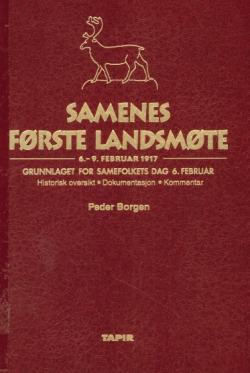 SAMENES
FØRSTE LANDSMØTE
6.-9. FEBRUAR 1917
GRUNNLAGET FOR SAMEFOLKETS DAG 6. FEBRUAR
Historisk oversikt • Dokumentasjon • Kommentar
Peder Borgen
TAPIR